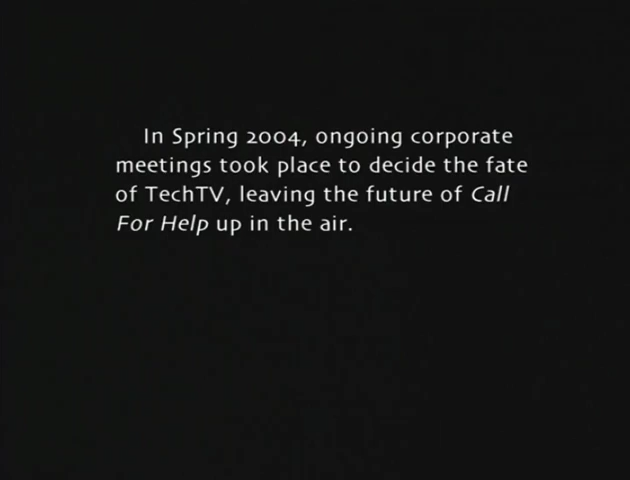 In Spring 2004, ongoing corporate
meetings took place to decide the fate
of TechTV, leaving the future of Call
For Help up in the air.